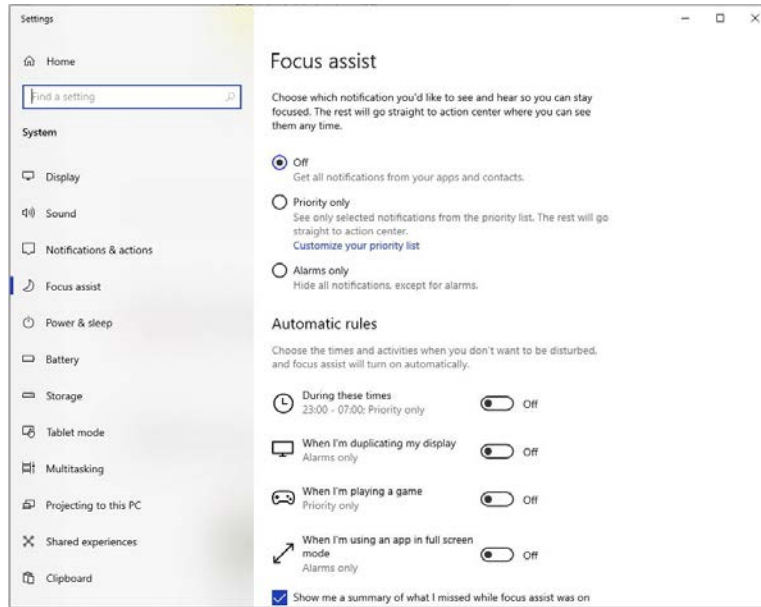 Settings
Home
Find a setting
System
Display
Sound
Notifications & actions
Focus assist
Power & sleep
Battery
Storage
Tablet mode
Multitasking
Projecting to this PC
Shared experiences
Clipboard
Focus assist
Choose which notification you'd like to see and hear so you can stay
focused. The rest will go straight to action center where you can see
them any time.
Off
Get all notifications from your apps and contacts.
Priority only
See only selected notifications from the priority list. The rest will go
straight to action center.
Customize your priority list
Alarms only
Hide all notifications, except for alarms.
Automatic rules
Choose the times and activities when you don't want to be disturbed,
and focus assist will turn on automatically.
During these times
23:00 - 07:00; Priority only
Off
When I'm duplicating my display
Alarms only
Off
When I'm playing a game
Priority only
Off
When I'm using an app in full screen
mode
Alarms only
Off
Show me a summary of what I missed while focus assist was on